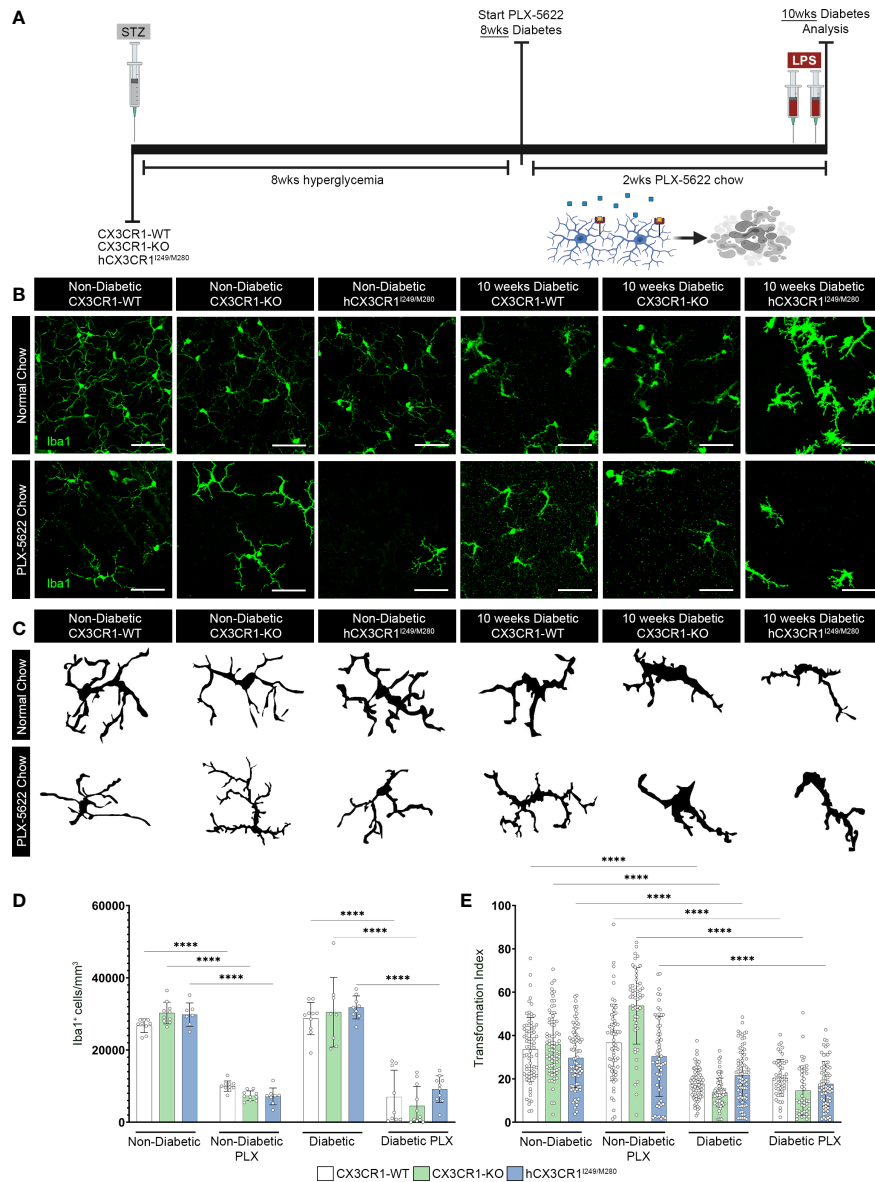 A
STZ
Start PLX-5622
8wks Diabetes
10wks Diabetes
Analysis
LPS
8wks hyperglycemia
2wks PLX-5622 chow
CX3CR1-WT
CX3CR1-KO
hCX3CR1I249/M280
B
Non-Diabetic
CX3CR1-WT
Non-Diabetic
CX3CR1-KO
Non-Diabetic
hCX3CR1I249/M280
10 weeks Diabetes
CX3CR1-WT
10 weeks Diabetes
CX3CR1-KO
10 weeks Diabetes
hCX3CR1I249/M280
Normal Chow
Iba1
PLX-5622 Chow
Iba1
C
Non-Diabetic
CX3CR1-WT
Non-Diabetic
CX3CR1-KO
Non-Diabetic
hCX3CR1I249/M280
10 weeks Diabetes
CX3CR1-WT
10 weeks Diabetes
CX3CR1-KO
10 weeks Diabetes
hCX3CR1I249/M280
Normal Chow
PLX-5622 Chow
D
Iba1+ cells/mm3
60000
40000
20000
0
****
****
****
****
****
****
Non-Diabetic
Non-Diabetic
PLX
Diabetic
Diabetic PLX
E
Transformation Index
100
80
60
40
20
0
****
****
****
****
****
****
Non-Diabetic
Non-Diabetic
PLX
Diabetic
Diabetic PLX
CX3CR1-WT
CX3CR1-KO
hCX3CR1I249/M280